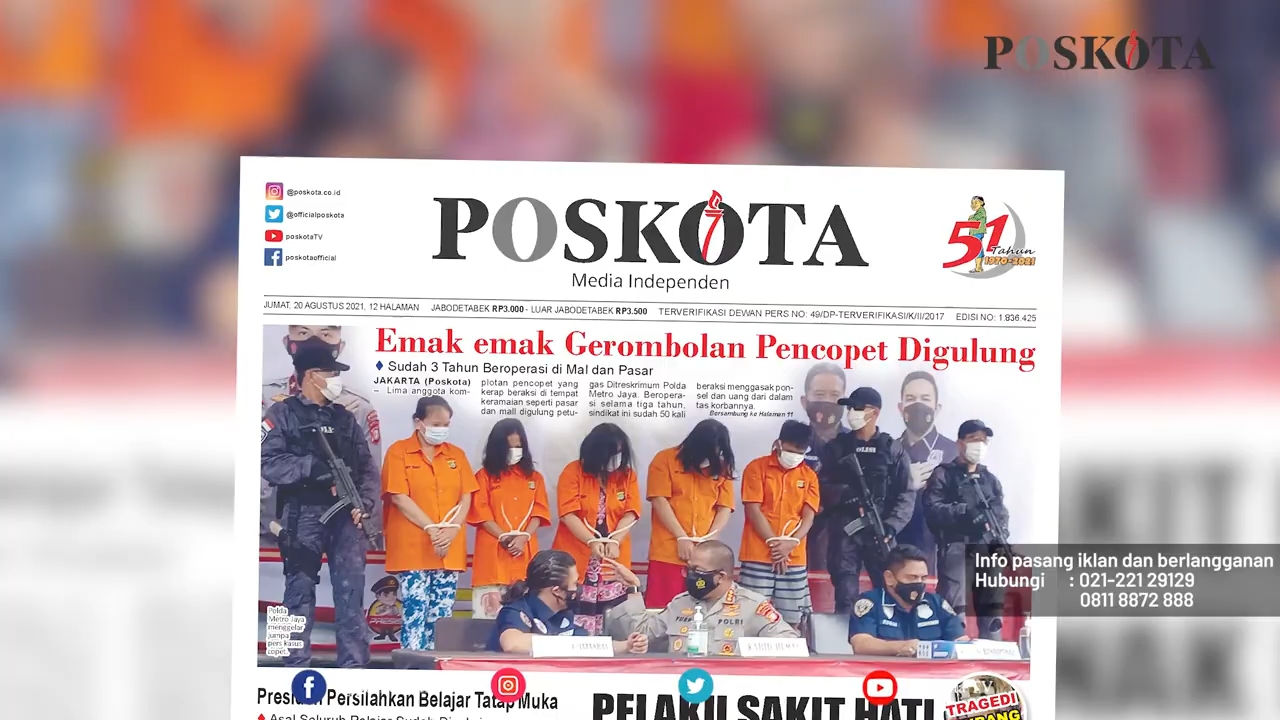 POSKOTA
@poskota.co.id
@officialposkota
poskotaTV
poskotaofficial
POSKOTA
Media Independen
51
Tahun
1970-2021
JUMAT, 20 AGUSTUS 2021, 12 HALAMAN JABODETABEK RP3.000 - LUAR JABODETABEK RP3.500 TERVERIFIKASI DEWAN PERS NO: 49/DP-TERVERIFIKASI/K/II/2017 EDISI NO: 1.836.425
Emak emak Gerombolan Pencopet Digulung
Sudah 3 Tahun Beroperasi di Mal dan Pasar
JAKARTA (Poskota)
– Lima anggota kom-
plotan pencopet yang
kerap beraksi di tempat
keramaian seperti pasar
dan mall digulung petu-
gas Ditreskrimum Polda
Metro Jaya. Beropera-
si selama tiga tahun,
sindikat ini sudah 50 kali
beraksi menggasak pon-
sel dan uang dari dalam
tas korbannya.
Bersambung ke Halaman 11
POLRI
Polda
Metro Jaya
menggelar
jumpa
pers kasus
copet.
Info pasang iklan dan berlangganan
Hubungi : 021-221 29129
0811 8872 888
Presiden Persilahkan Belajar Tatap Muka
PELAKU SAKIT HATI
TRAGEDI